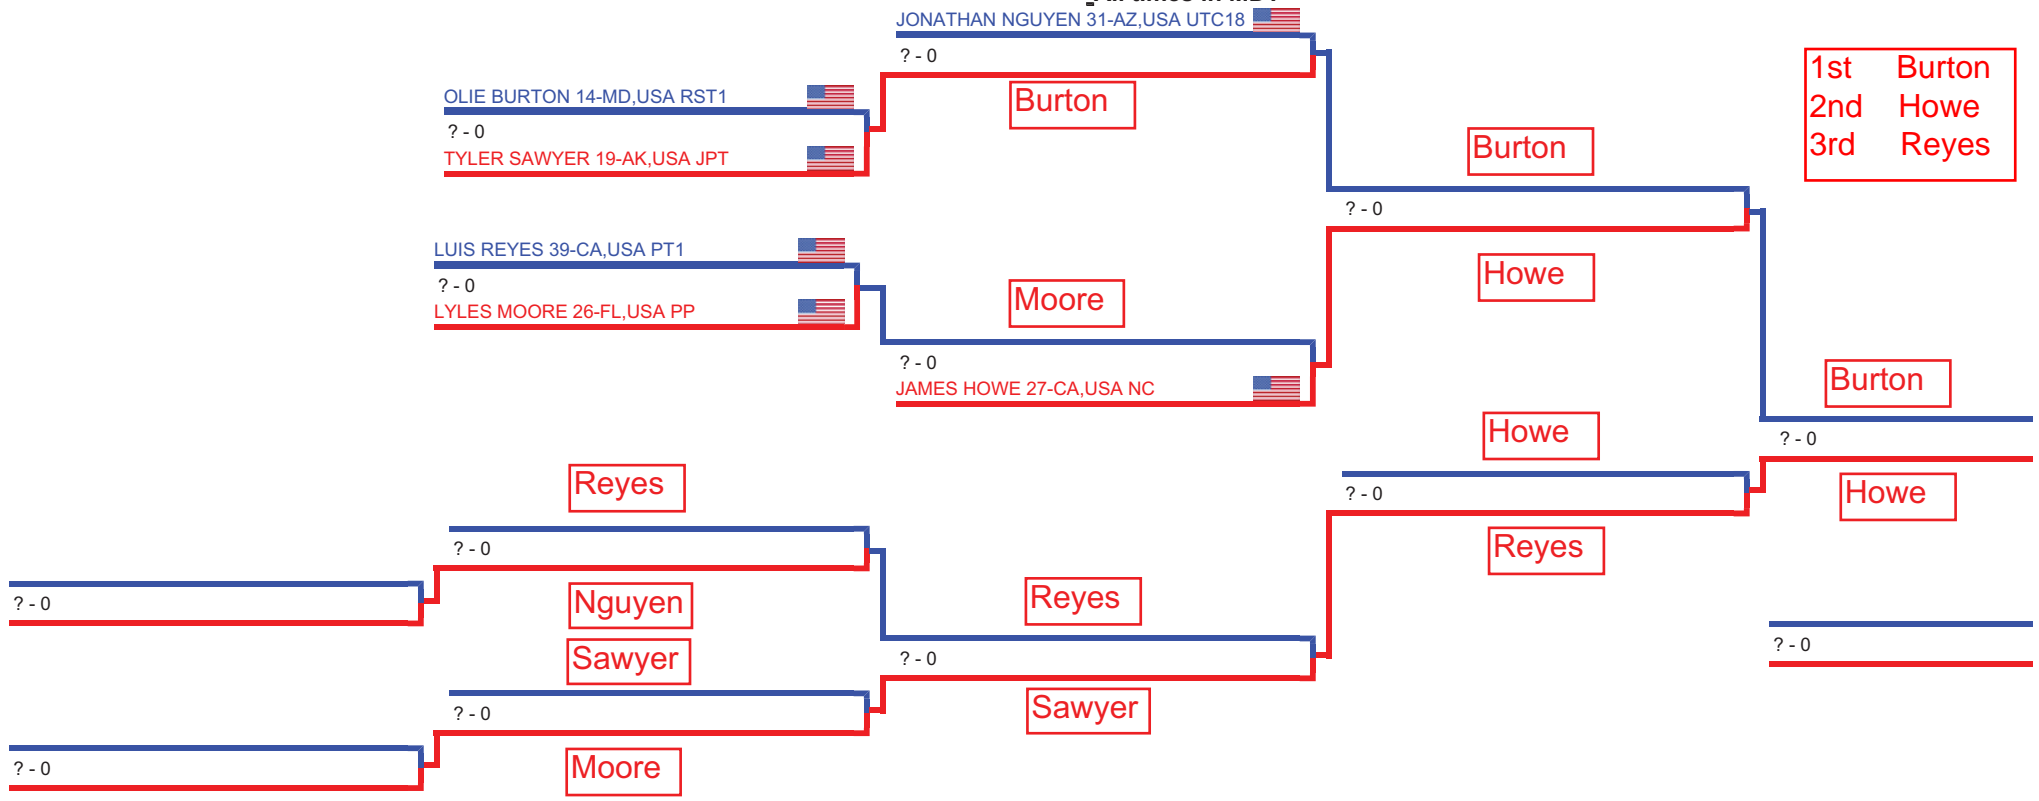 JONATHAN NGUYEN 31-AZ,USA UTC18
? - 0
Burton
1st Burton
2nd Howe
3rd Reyes
OLIE BURTON 14-MD,USA RST1
? - 0
TYLER SAWYER 19-AK,USA JPT
Burton
? - 0
Howe
LUIS REYES 39-CA,USA PT1
? - 0
LYLES MOORE 26-FL,USA PP
Moore
? - 0
JAMES HOWE 27-CA,USA NC
Burton
? - 0
Howe
Howe
? - 0
Reyes
Reyes
? - 0
Nguyen
? - 0
Reyes
? - 0
Sawyer
Sawyer
? - 0
Moore
? - 0
? - 0